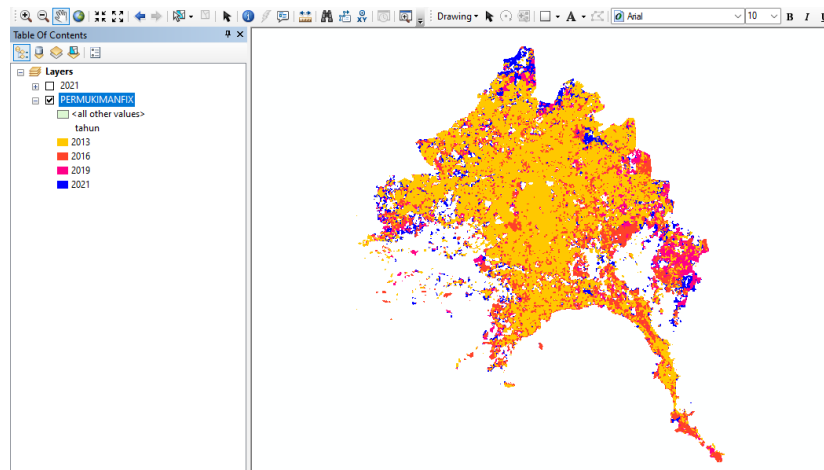 Drawing
Arial
10
B I U
Table Of Contents
Layers
2021
PERMUKIMANFIX
<all other values>
tahun
2013
2016
2019
2021